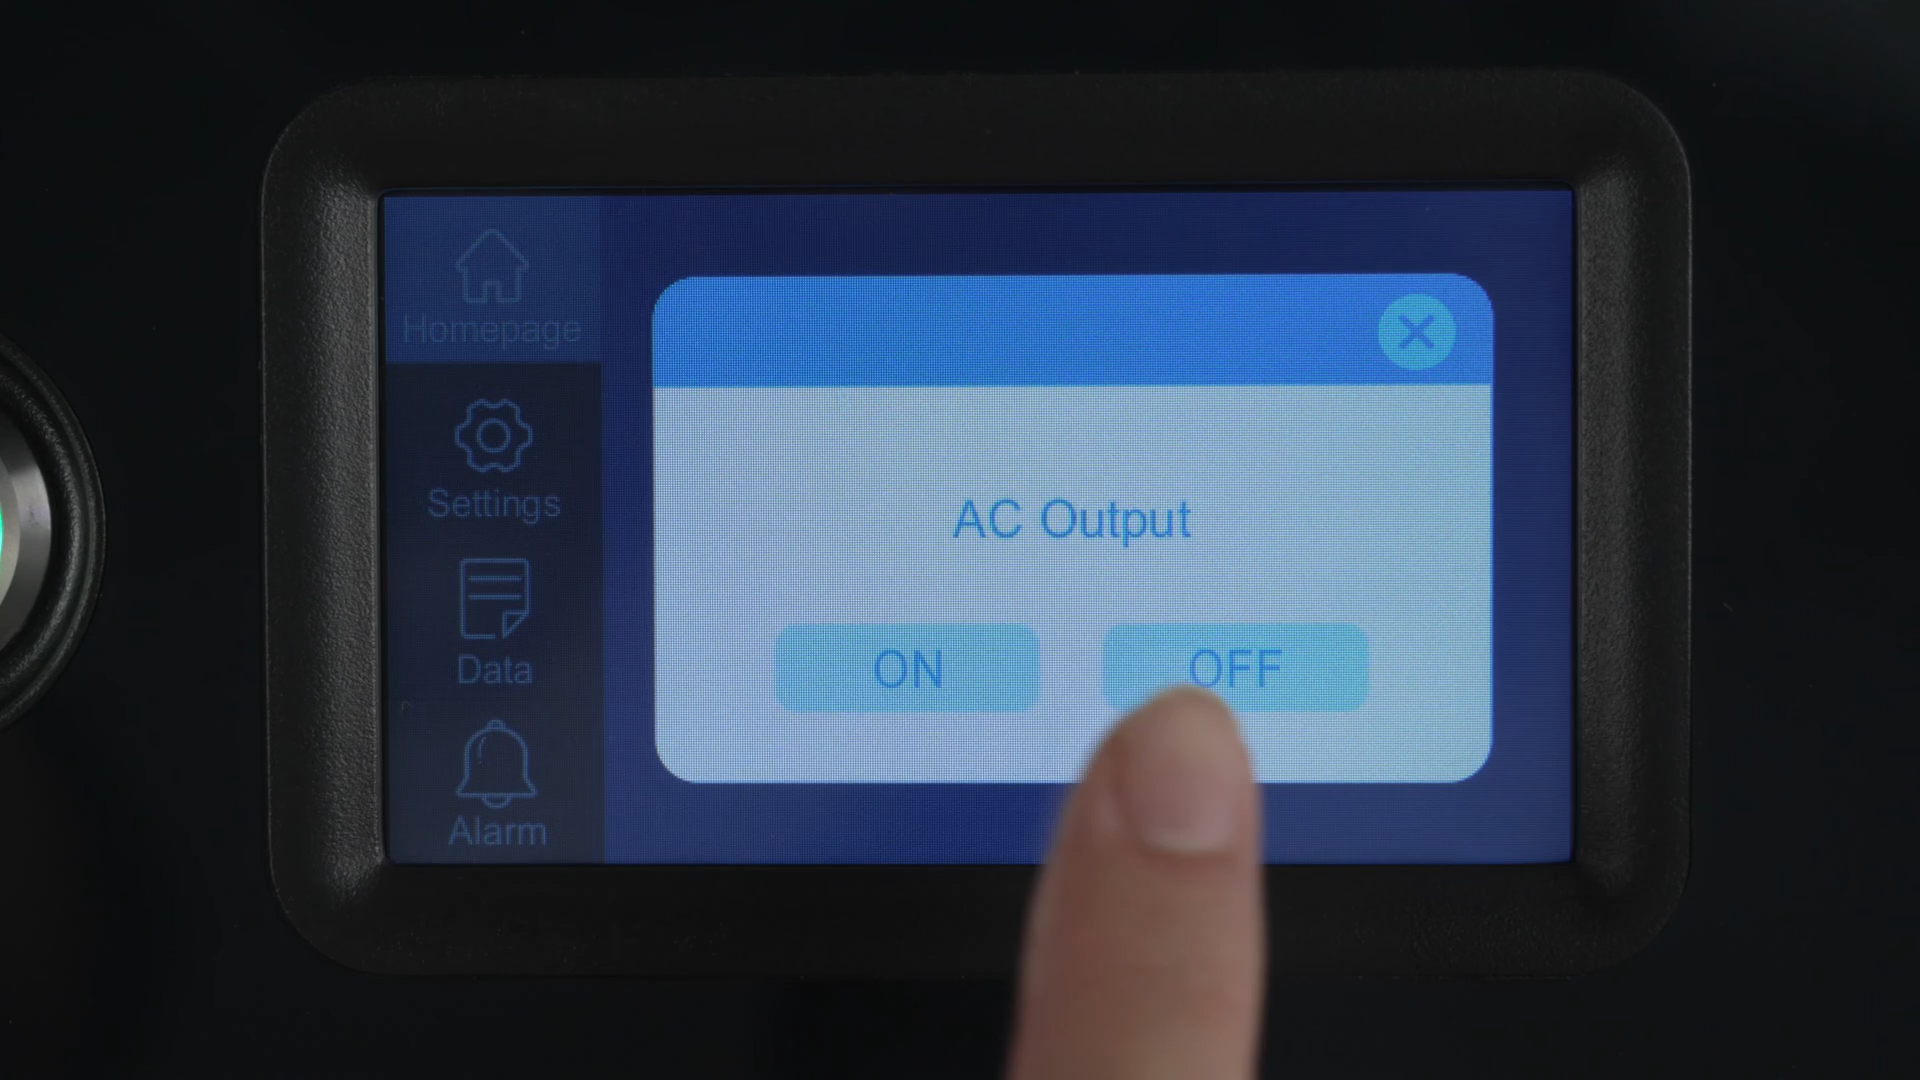 Homepage
Settings
Data
Alarm
AC Output
ON
OFF